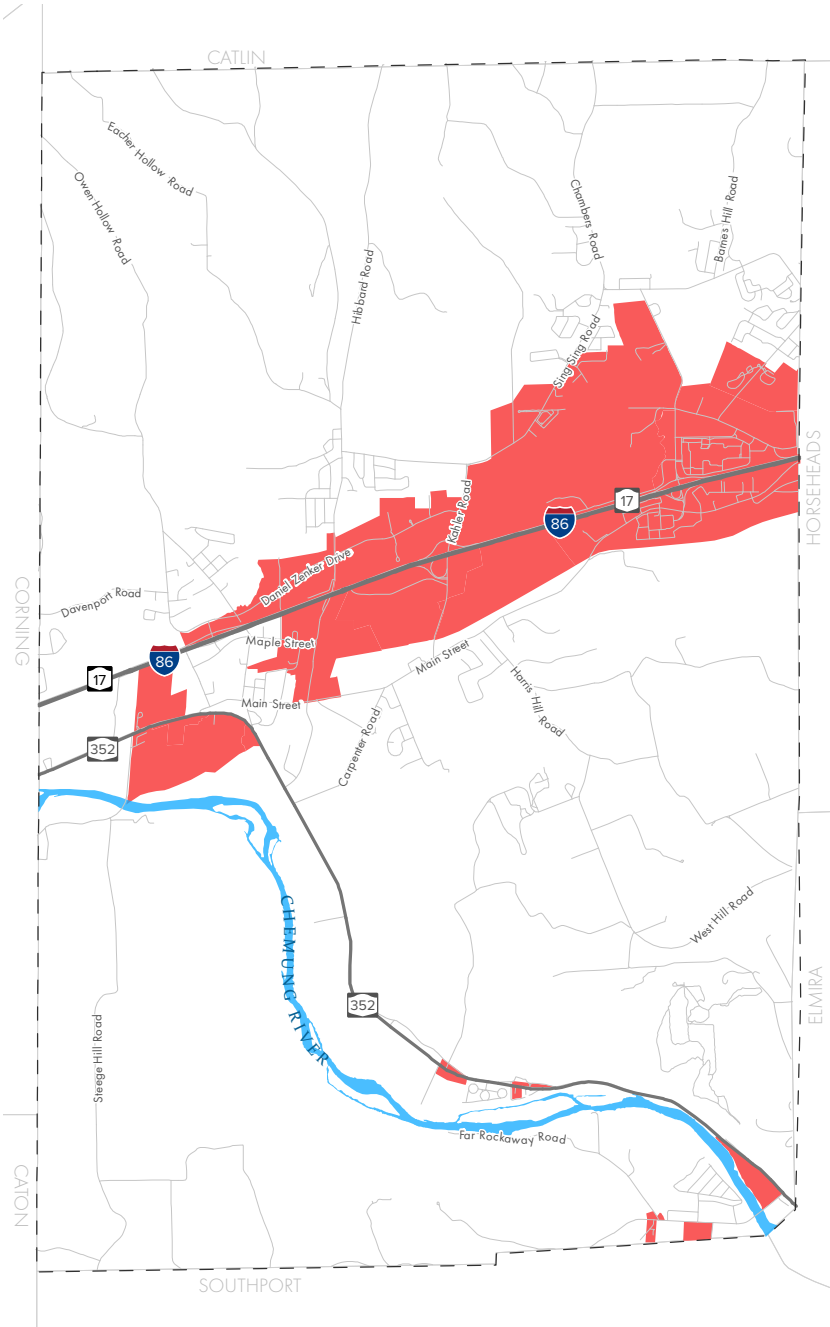 CATLIN
Eacher Hollow Road
Owen Hollow Road
Chambers Road
Barnes Hill Road
Hibbard Road
Sing Sing Road
HORSEHEADS
Kahler Road
17
86
Daniel Zenker Drive
CORNING
Davenport Road
Maple Street
86
Main Street
17
Harris Hill Road
Main Street
352
Carpenter Road
CHEMUNG RIVER
West Hill Road
ELMIRA
352
Steege Hill Road
Far Rockaway Road
CATON
SOUTHPORT